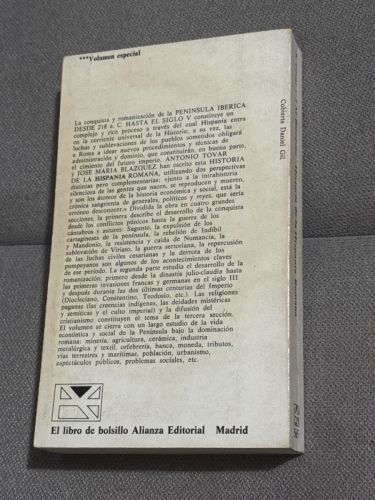 ***Volumen especial
La conquista y romanización de la PENINSULA IBERICA
DESDE 218 a. C. HASTA EL SIGLO V constituye un
complejo y rico proceso a través del cual Hispania entra
en la corriente universal de la Historia; a su vez, las
luchas y sublevaciones de los pueblos sometidos obligará
a Roma a idear nuevos procedimientos y técnicas de
administración y dominio, que constituirán, en buena parte,
el cimiento del futuro imperio. ANTONIO TOVAR
y JOSE MARIA BLAZQUEZ han escrito esta HISTORIA
DE LA HISPANIA ROMANA, utilizando dos perspectivas
distintas pero complementarias: «junto a la intrahistoria
silenciosa de las gentes que nacen, se reproducen y mueren,
y son los átomos de la historia económica y social, está la
crónica sangrienta de generales, políticos y reyes, que sería
erróneo desconocer.» Dividida la obra en cuatro grandes
secciones, la primera describe el desarrollo de la conquista
desde los conflictos púnicos hasta la guerra de los
cántabros y astures: Sagunto, la expulsión de los
cartagineses de la península, la rebelión de Indíbil
y Mandonio, la resistencia y caída de Numancia, la
sublevación de Viriato, la guerra sertoriana, la repercusión
de las luchas civiles cesarianas y la derrota de los
pompeyanos son algunos de los acontecimientos claves
de ese período. La segunda parte estudia el desarrollo de la
romanización, primero desde la dinastía julio-claudia hasta
las primeras invasiones francas y germanas en el siglo III
y después durante las dos últimas centurias del Imperio
(Diocleciano, Constantino, Teodosio, etc.). Las religiones
paganas (las creencias indígenas, las deidades mistéricas
y semíticas y el culto imperial) y la difusión del
cristianismo constituyen el tema de la tercera sección.
El volumen se cierra con un largo estudio de la vida
económica y social de la Península bajo la dominación
romana: minería, agricultura, cerámica, industria
metalúrgica y textil, orfebrería, banca, moneda, tributos,
vías terrestres y marítimas, población, urbanismo,
espectáculos públicos, problemas sociales, etc.
El libro de bolsillo Alianza Editorial Madrid
Cubierta Daniel Gil